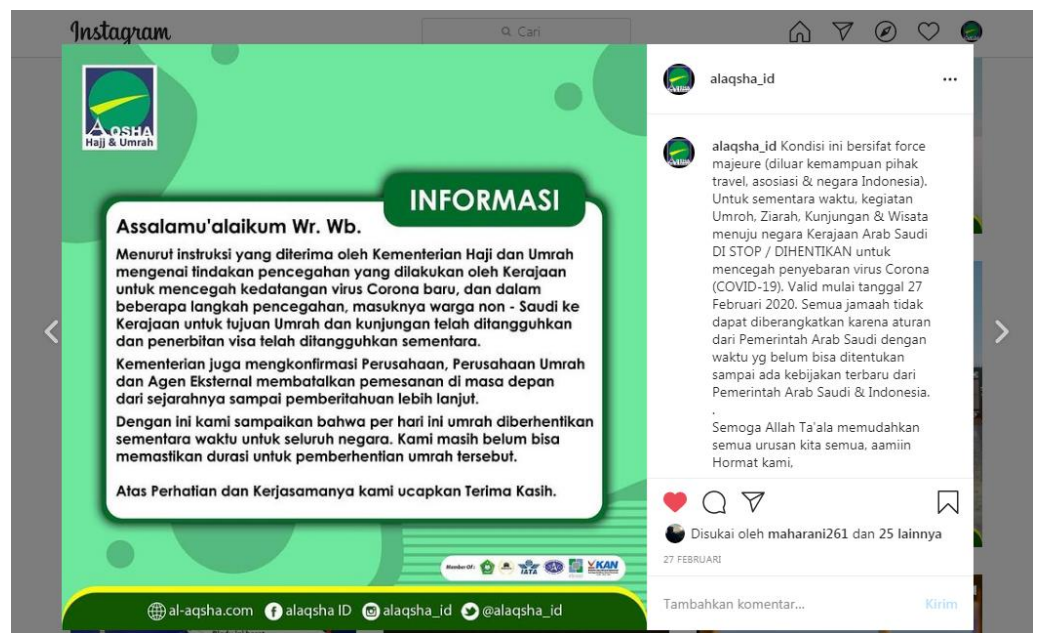 Instagram
Cari
AQSHA
Hajj & Umrah
INFORMASI
Assalamu'alaikum Wr. Wb.
Menurut instruksi yang diterima oleh Kementerian Haji dan Umrah
mengenai tindakan pencegahan yang dilakukan oleh Kerajaan
untuk mencegah kedatangan virus Corona baru, dan dalam
beberapa langkah pencegahan, masuknya warga non - Saudi ke
Kerajaan untuk tujuan Umrah dan kunjungan telah ditangguhkan
dan penerbitan visa telah ditangguhkan sementara.
Kementerian juga mengkonfirmasi Perusahaan, Perusahaan Umrah
dan Agen Eksternal membatalkan pemesanan di masa depan
dari sejarahnya sampai pemberitahuan lebih lanjut.
Dengan ini kami sampaikan bahwa per hari ini umrah diberhentikan
sementara waktu untuk seluruh negara. Kami masih belum bisa
memastikan durasi untuk pemberhentian umrah tersebut.
Atas Perhatian dan Kerjasamanya kami ucapkan Terima Kasih.
Member Of:
IATA
KAN
al-aqsha.com alaqsha ID alaqsha_id @alaqsha_id
alaqsha_id
alaqsha_id Kondisi ini bersifat force
majeure (diluar kemampuan pihak
travel, asosiasi & negara Indonesia).
Untuk sementara waktu, kegiatan
Umroh, Ziarah, Kunjungan & Wisata
menuju negara Kerajaan Arab Saudi
DI STOP / DIHENTIKAN untuk
mencegah penyebaran virus Corona
(COVID-19). Valid mulai tanggal 27
Februari 2020. Semua jamaah tidak
dapat diberangkatkan karena aturan
dari Pemerintah Arab Saudi dengan
waktu yg belum bisa ditentukan
sampai ada kebijakan terbaru dari
Pemerintah Arab Saudi & Indonesia.
.
Semoga Allah Ta'ala memudahkan
semua urusan kita semua, aamiin
Hormat kami,
Disukai oleh maharani261 dan 25 lainnya
27 FEBRUARI
Tambahkan komentar...
Kirim